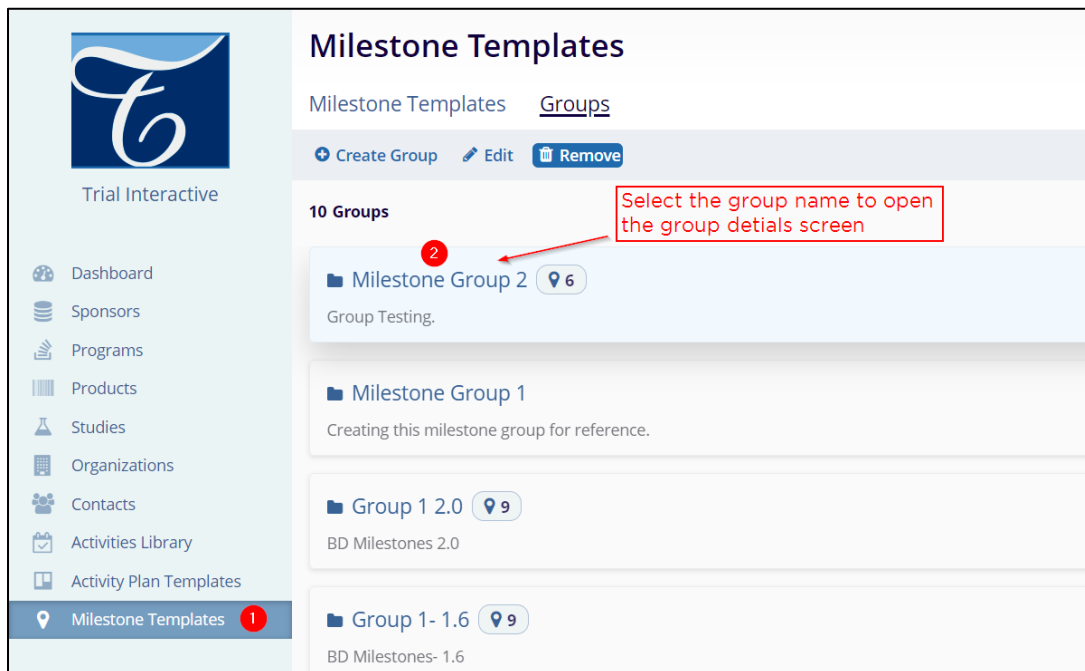 Trial Interactive
Dashboard
Sponsors
Programs
Products
Studies
Organizations
Contacts
Activities Library
Activity Plan Templates
Milestone Templates 1
Milestone Templates
Milestone Templates Groups
Create Group Edit Remove
10 Groups
Select the group name to open
the group detials screen
2
Milestone Group 2 6
Group Testing.
Milestone Group 1
Creating this milestone group for reference.
Group 1 2.0 9
BD Milestones 2.0
Group 1- 1.6 9
BD Milestones- 1.6